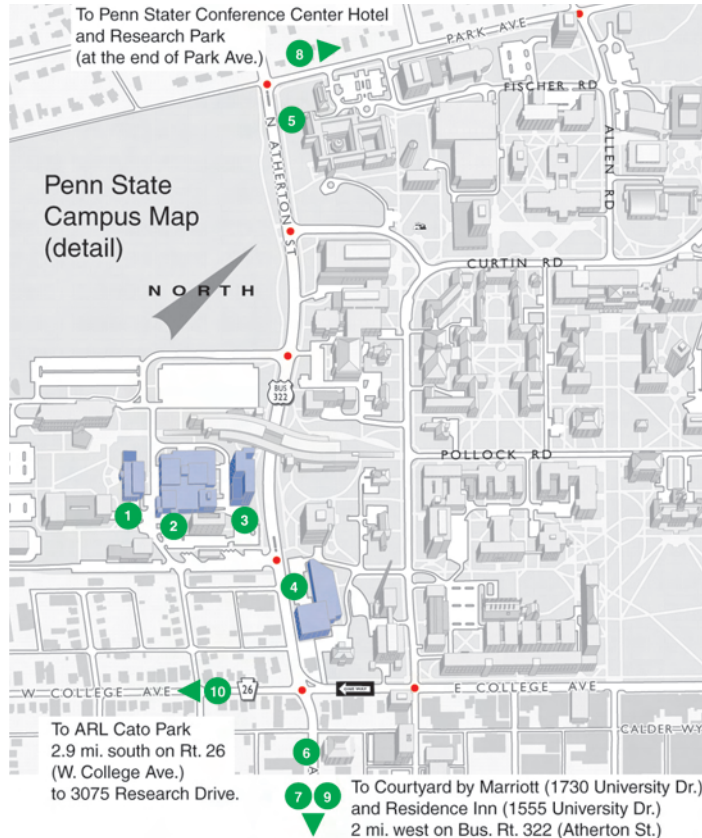 To Penn Stater Conference Center Hotel
and Research Park
(at the end of Park Ave.)
8
PARK AVE
5
FISCHER RD
N ATHERTON ST
ALLEN RD
Penn State
Campus Map
(detail)
NORTH
CURTIN RD
BUS
322
POLLOCK RD
1
2
3
4
W. COLLEGE AVE
10
26
ONE WAY
E COLLEGE AVE
CALDER WY
To ARL Cato Park
2.9 mi. south on Rt. 26
(W. College Ave.)
to 3075 Research Drive.
6
A
7
9
To Courtyard by Marriott (1730 University Dr.)
and Residence Inn (1555 University Dr.)
2 mi. west on Bus. Rt. 322 (Atherton St.)